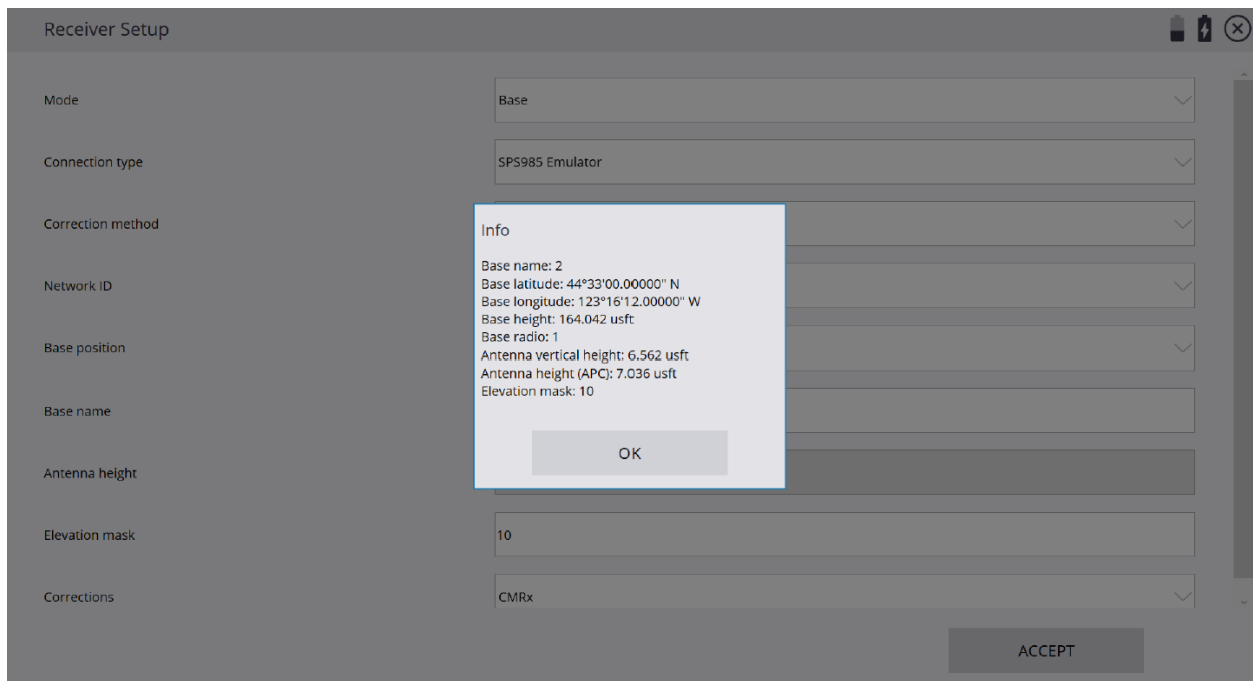 Receiver Setup
Mode
Base
Connection type
SPS985 Emulator
Correction method
Info
Base name: 2
Base latitude: 44°33'00.00000" N
Base longitude: 123°16'12.00000" W
Base height: 164.042 usft
Base radio: 1
Antenna vertical height: 6.562 usft
Antenna height (APC): 7.036 usft
Elevation mask: 10
OK
Network ID
Base position
Base name
Antenna height
Elevation mask
10
Corrections
CMRx
ACCEPT